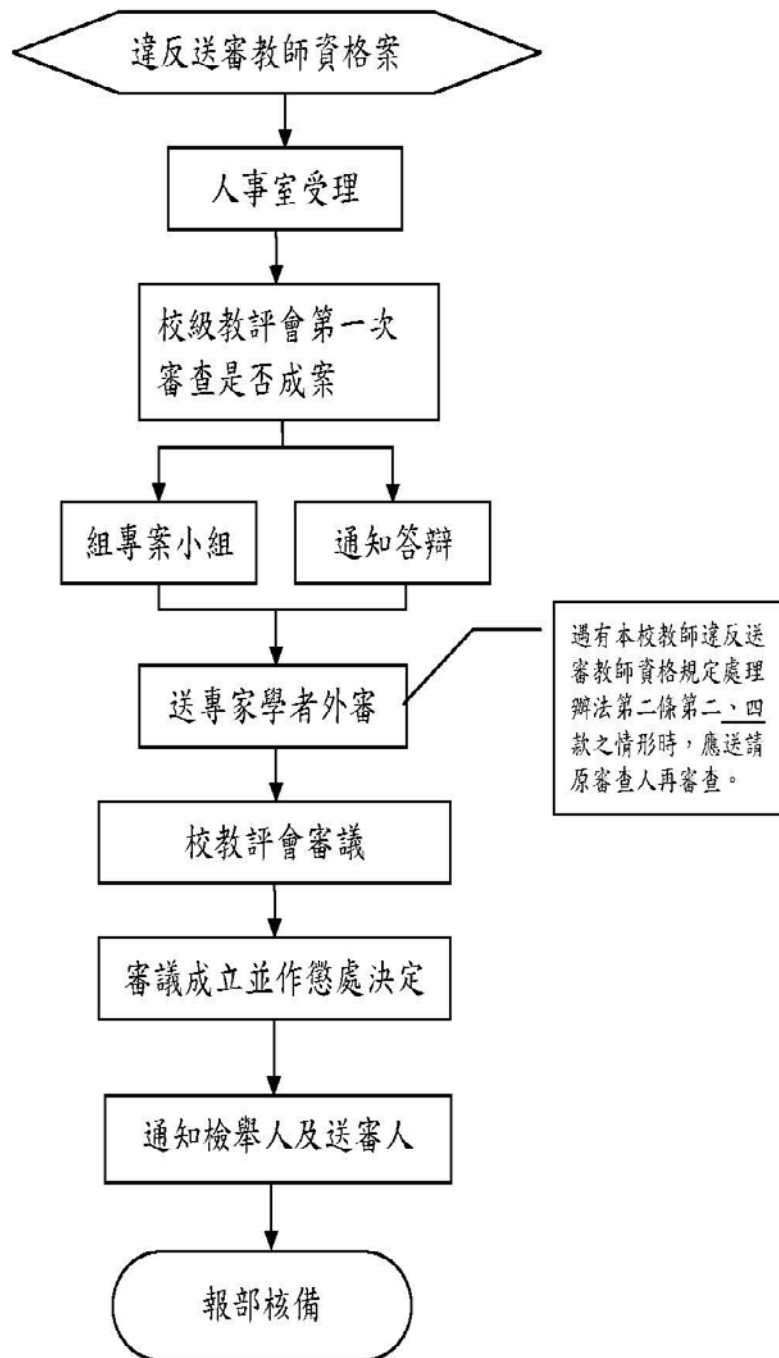 違反送審教師資格案
人事室受理
校級教評會第一次
審查是否成案
組專案小組
通知答辯
送專家學者外審
遇有本校教師違反送
審教師資格規定處理
辦法第二條第二、四
款之情形時，應送請
原審查人再審查。
校教評會審議
審議成立並作懲處決定
通知檢舉人及送審人
報部核備